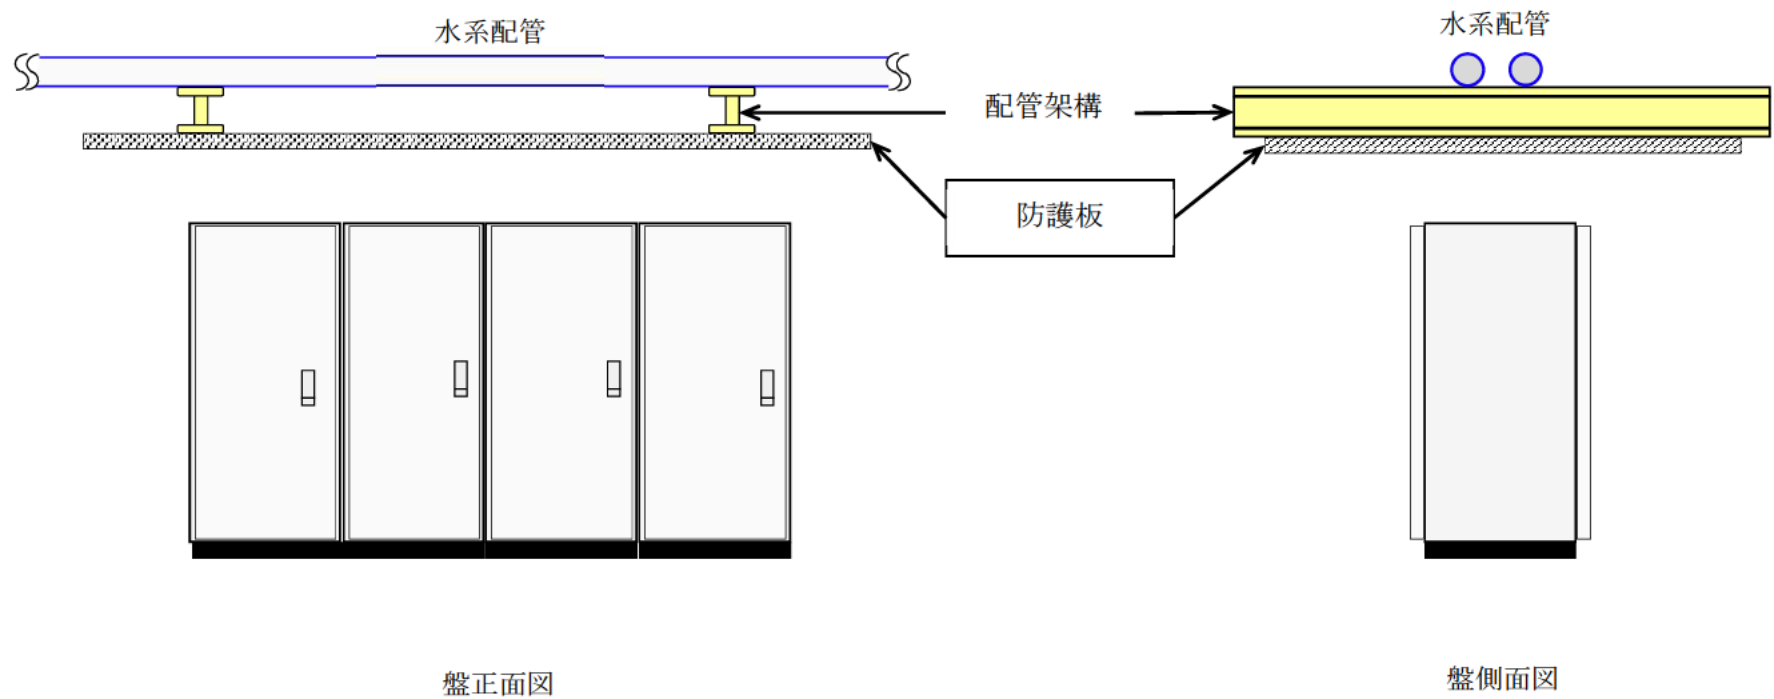 水系配管
水系配管
配管架構
防護板
盤正面図
盤側面図